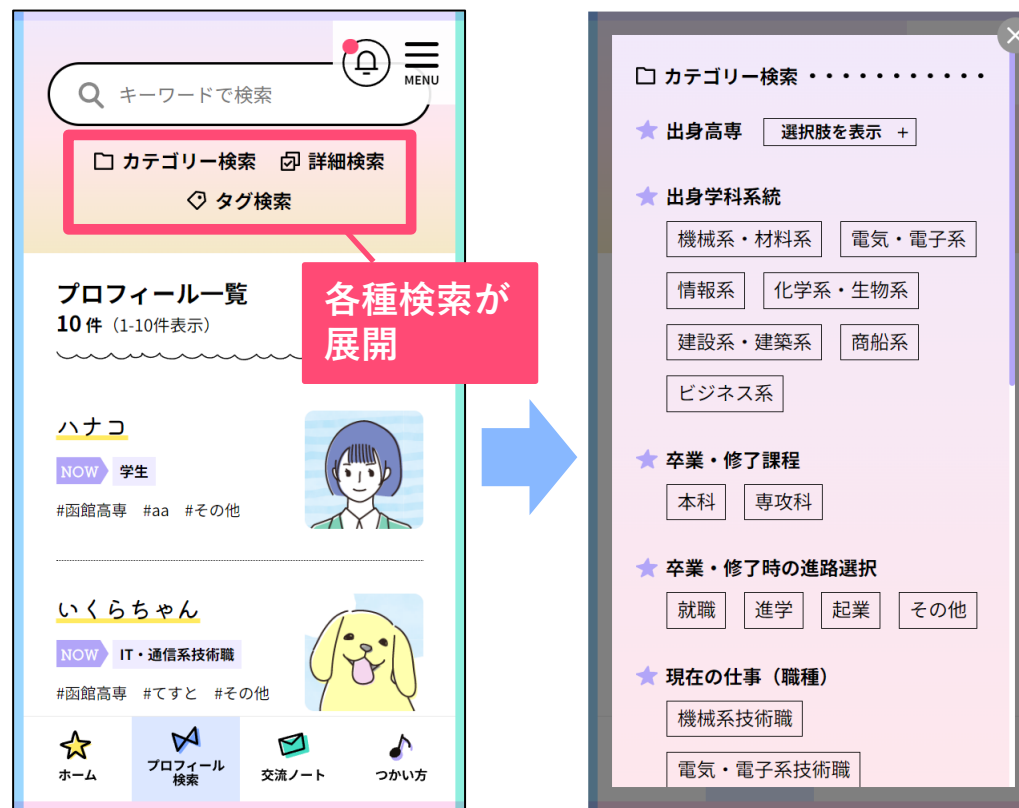 MENU
キーワードで検索
カテゴリー検索 詳細検索
タグ検索
各種検索が
展開
プロフィール一覧
10 件（1-10件表示）
ハナコ
NOW 学生
#函館高専 #aa #その他
いくらちゃん
NOW IT・通信系技術職
#函館高専 #てすと #その他
ホーム
プロフィール
検索
交流ノート
つかい方
カテゴリー検索・・・・・・・・・・・
出身高専 選択肢を表示 +
出身学科系統
機械系・材料系 電気・電子系
情報系 化学系・生物系
建設系・建築系 商船系
ビジネス系
卒業・修了課程
本科 専攻科
卒業・修了時の進路選択
就職 進学 起業 その他
現在の仕事（職種）
機械系技術職
電気・電子系技術職